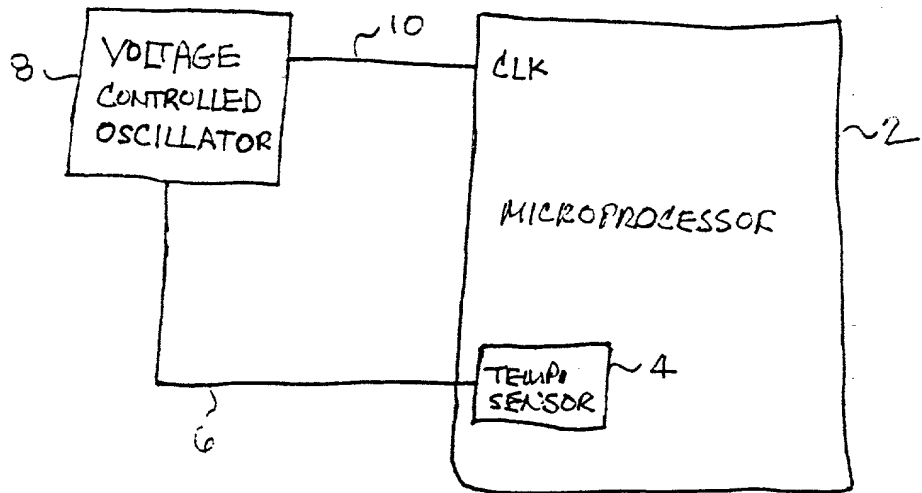 10
8
VOLTAGE
CONTROLLED
OSCILLATOR
CLK
2
MICROPROCESSOR
4
TEMP.
SENSOR
6